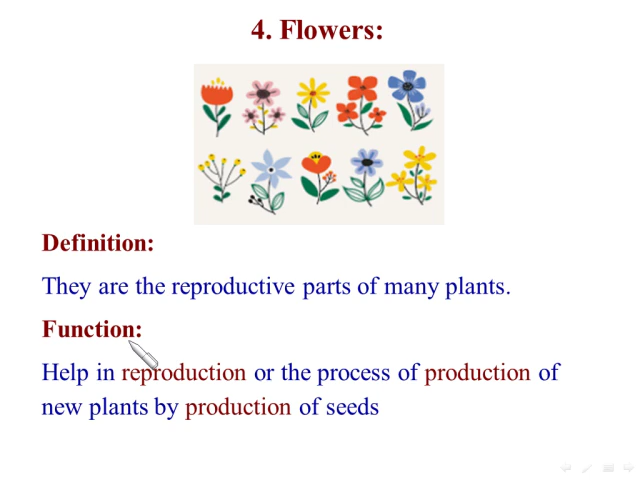 4. Flowers:
Definition:
They are the reproductive parts of many plants.
Function:
Help in reproduction or the process of production of
new plants by production of seeds